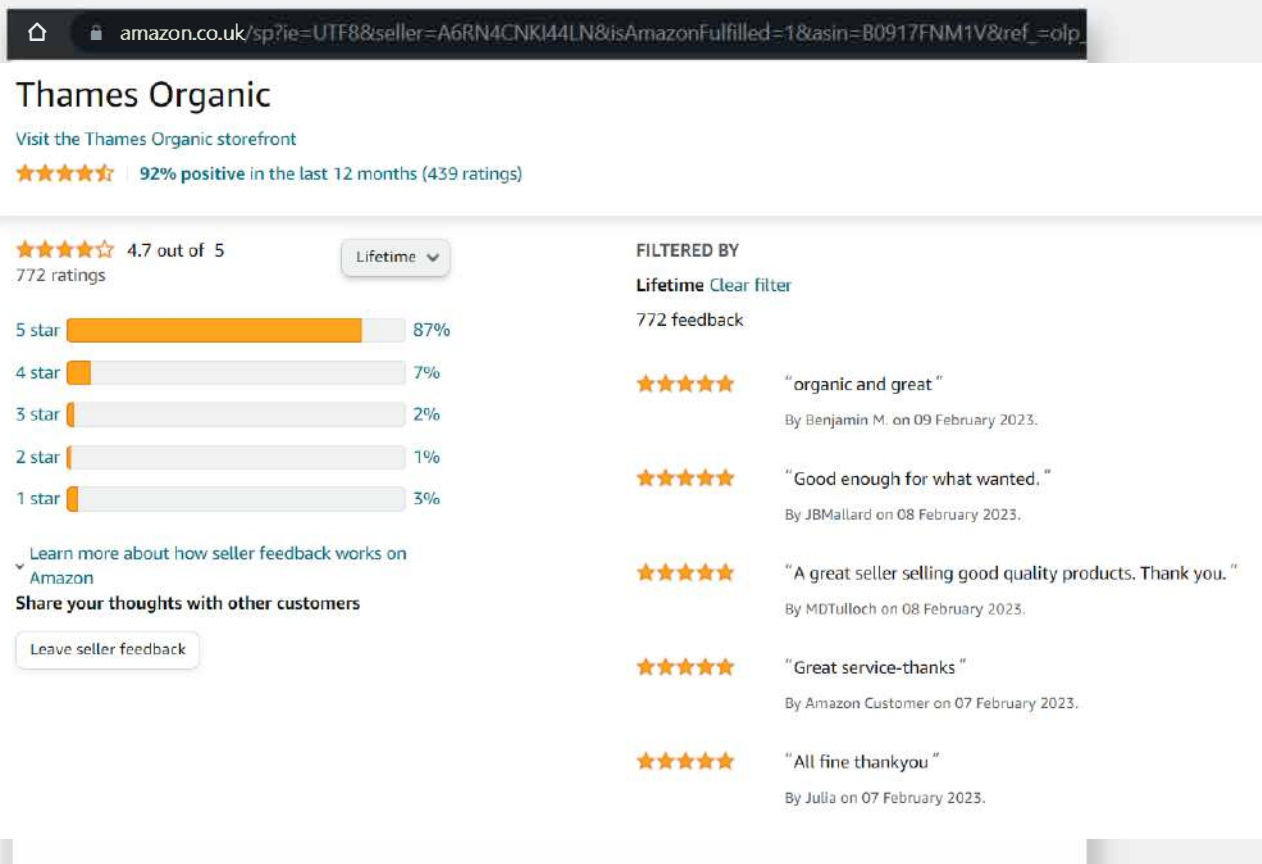 amazon.co.uk/sp?ie=UTF8&seller=A6RN4CNKI44LN&isAmazonFulfilled=1&asin=B0917FNM1V&ref_=olp_
Thames Organic
Visit the Thames Organic storefront
92% positive in the last 12 months (439 ratings)
4.7 out of 5
772 ratings
Lifetime
5 star 87%
4 star 7%
3 star 2%
2 star 1%
1 star 3%
Learn more about how seller feedback works on
Amazon
Share your thoughts with other customers
Leave seller feedback
FILTERED BY
Lifetime Clear filter
772 feedback
"organic and great"
By Benjamin M. on 09 February 2023.
"Good enough for what wanted. "
By JBMallard on 08 February 2023.
"A great seller selling good quality products. Thank you. "
By MDTulloch on 08 February 2023.
"Great service-thanks"
By Amazon Customer on 07 February 2023.
"All fine thankyou"
By Julia on 07 February 2023.